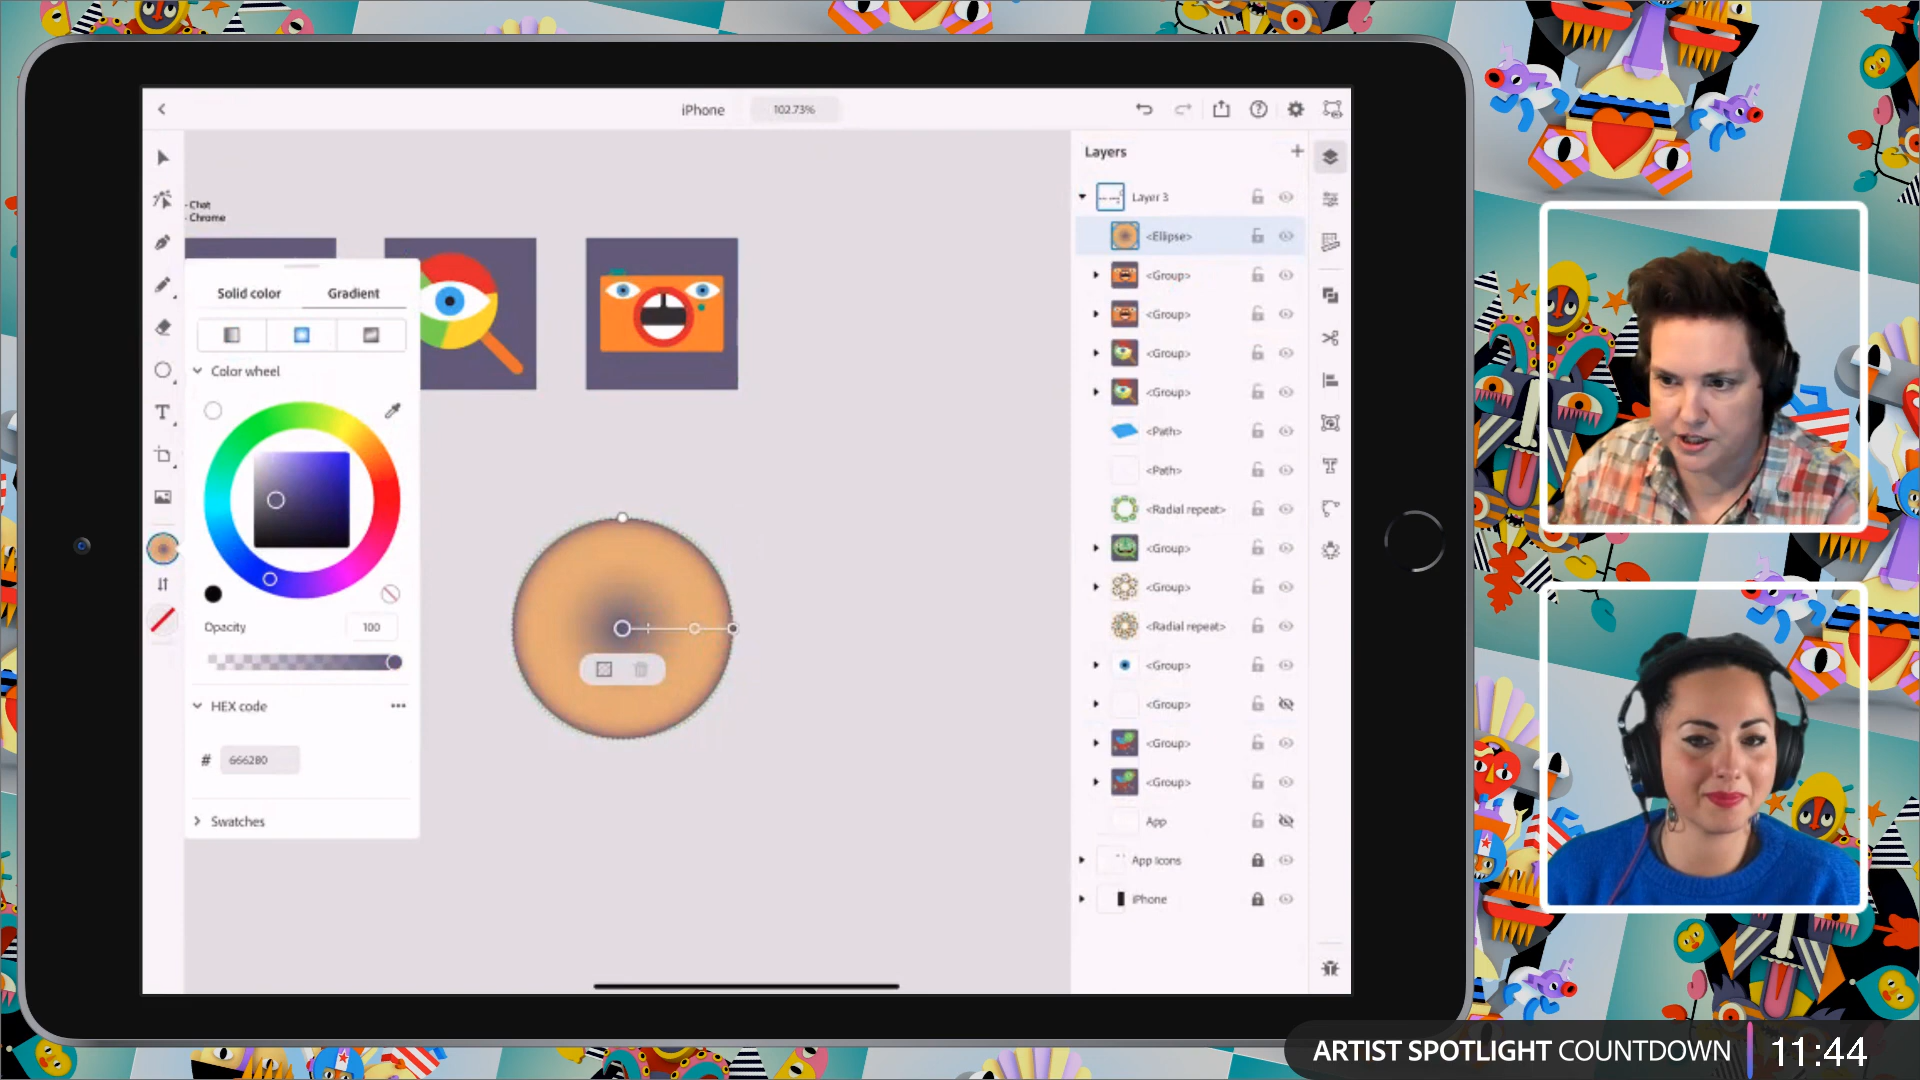 iPhone
102.73%
- Chat
- Chrome
Solid color
Gradient
Color wheel
Opacity
100
HEX code
# 666280
Swatches
Layers
Layer 3
<Ellipse>
<Group>
<Group>
<Group>
<Group>
<Path>
<Path>
<Radial repeat>
<Group>
<Group>
<Radial repeat>
<Group>
<Group>
<Group>
<Group>
App
App Icons
iPhone
ARTIST SPOTLIGHT COUNTDOWN
11:44